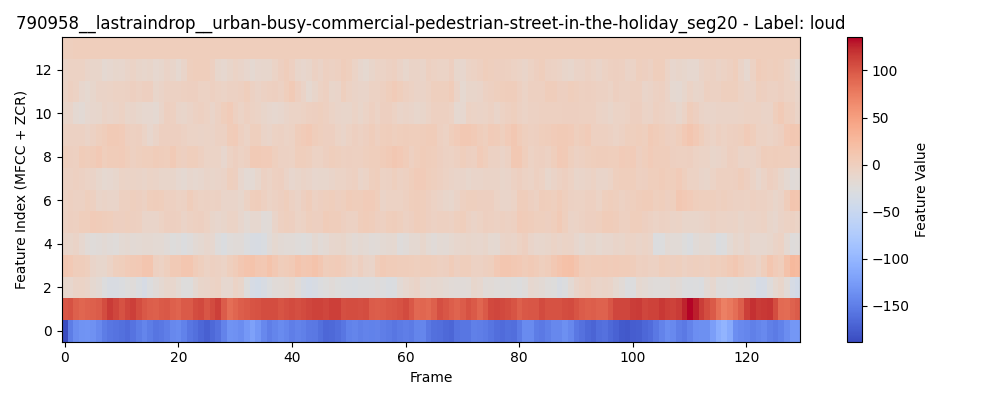 790958__lastraindrop__urban-busy-commercial-pedestrian-street-in-the-holiday_seg20 - Label: loud
Feature Index (MFCC + ZCR)
12
10
8
6
4
2
0
0 20 40 60 80 100 120
Frame
100
50
0
−50
−100
−150
Feature Value